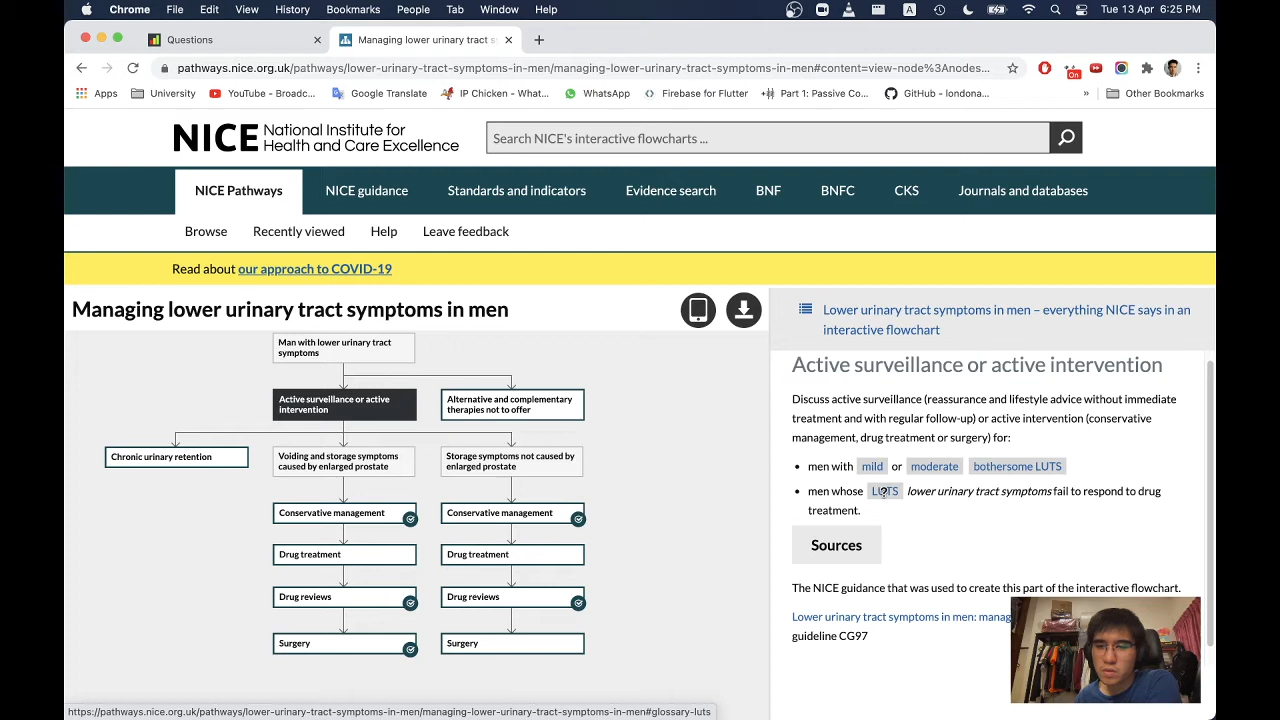 Chrome File Edit View History Bookmarks People Tab Window Help
A
Tue 13 Apr 6:25 PM
Questions
Managing lower urinary tract s
pathways.nice.org.uk/pathways/lower-urinary-tract-symptoms-in-men/managing-lower-urinary-tract-symptoms-in-men#content=view-node%3Anodes...
On
Apps University YouTube - Broadc... Google Translate IP Chicken - What... WhatsApp Firebase for Flutter Part 1: Passive Co... GitHub - londona... » Other Bookmarks
NICE National Institute for
Health and Care Excellence
Search NICE's interactive flowcharts ...
NICE Pathways NICE guidance Standards and indicators Evidence search BNF BNFC CKS Journals and databases
Browse Recently viewed Help Leave feedback
Read about our approach to COVID-19
Managing lower urinary tract symptoms in men
Man with lower urinary tract
symptoms
Active surveillance or active
intervention
Alternative and complementary
therapies not to offer
Chronic urinary retention
Voiding and storage symptoms
caused by enlarged prostate
Storage symptoms not caused by
enlarged prostate
Conservative management
Conservative management
Drug treatment
Drug treatment
Drug reviews
Drug reviews
Surgery
Surgery
Lower urinary tract symptoms in men – everything NICE says in an
interactive flowchart
Active surveillance or active intervention
Discuss active surveillance (reassurance and lifestyle advice without immediate
treatment and with regular follow-up) or active intervention (conservative
management, drug treatment or surgery) for:
• men with mild or moderate bothersome LUTS
• men whose LUTS lower urinary tract symptoms fail to respond to drug
treatment.
Sources
The NICE guidance that was used to create this part of the interactive flowchart.
Lower urinary tract symptoms in men: manag
guideline CG97
https://pathways.nice.org.uk/pathways/lower-urinary-tract-symptoms-in-men/managing-lower-urinary-tract-symptoms-in-men#glossary-luts